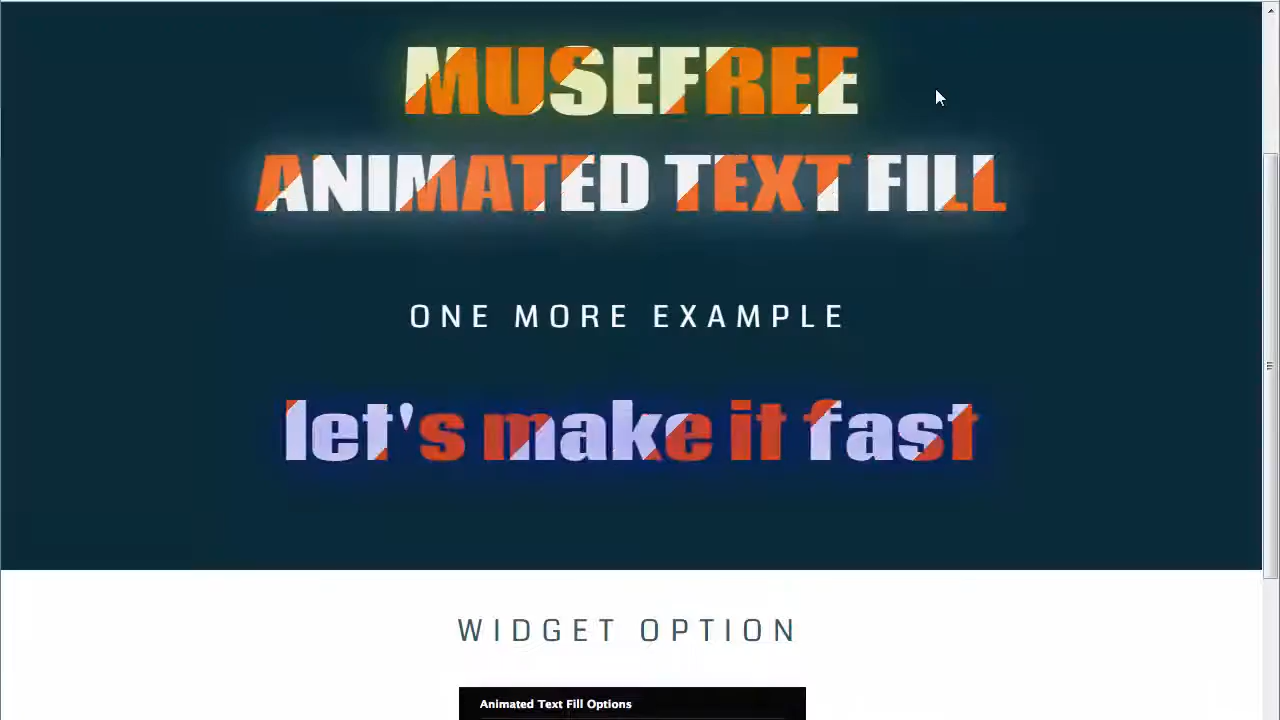 MUSEFREE
ANIMATED TEXT FILL
ONE MORE EXAMPLE
let's make it fast
WIDGET OPTION
Animated Text Fill Options